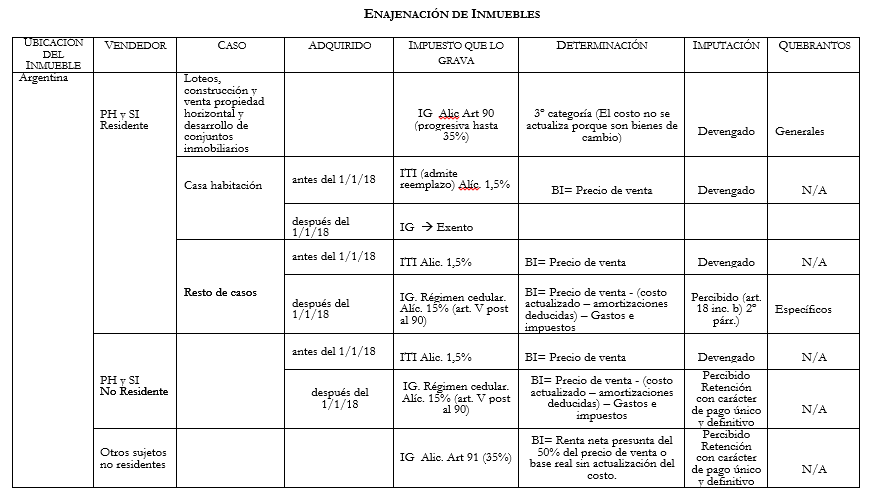 ENAJENACIÓN DE INMUEBLES
UBICACIÓN
DEL
INMUEBLE
VENDEDOR
CASO
ADQUIRIDO
IMPUESTO QUE LO
GRAVA
DETERMINACIÓN
IMPUTACIÓN
QUEBRANTOS
Argentina
PH y SI
Residente
Loteos,
construcción y
venta propiedad
horizontal y
desarrollo de
conjuntos
inmobiliarios
IG Alic Art 90
(progresiva hasta
35%)
3º categoría (El costo no se
actualiza porque son bienes de
cambio)
Devengado
Generales
Casa habitación
antes del 1/1/18
ITI (admite
reemplazo) Alíc. 1,5%
BI= Precio de venta
Devengado
N/A
después del
1/1/18
IG → Exento
Resto de casos
antes del 1/1/18
ITI Alic. 1,5%
BI= Precio de venta
Devengado
N/A
después del
1/1/18
IG. Régimen cedular.
Alíc. 15% (art. V post
al 90)
BI= Precio de venta - (costo
actualizado – amortizaciones
deducidas) – Gastos e
impuestos
Percibido (art.
18 inc. b) 2º
párr.)
Específicos
PH y SI
No Residente
antes del 1/1/18
ITI Alic. 1,5%
BI= Precio de venta
Devengado
N/A
después del
1/1/18
IG. Régimen cedular.
Alíc. 15% (art. V post
al 90)
BI= Precio de venta - (costo
actualizado – amortizaciones
deducidas) – Gastos e
impuestos
Percibido
Retención
con carácter
de pago único
y definitivo
N/A
Otros sujetos
no residentes
IG Alic. Art 91 (35%)
BI= Renta neta presunta del
50% del precio de venta o
base real sin actualización del
costo.
Percibido
Retención
con carácter
de pago único
y definitivo
N/A